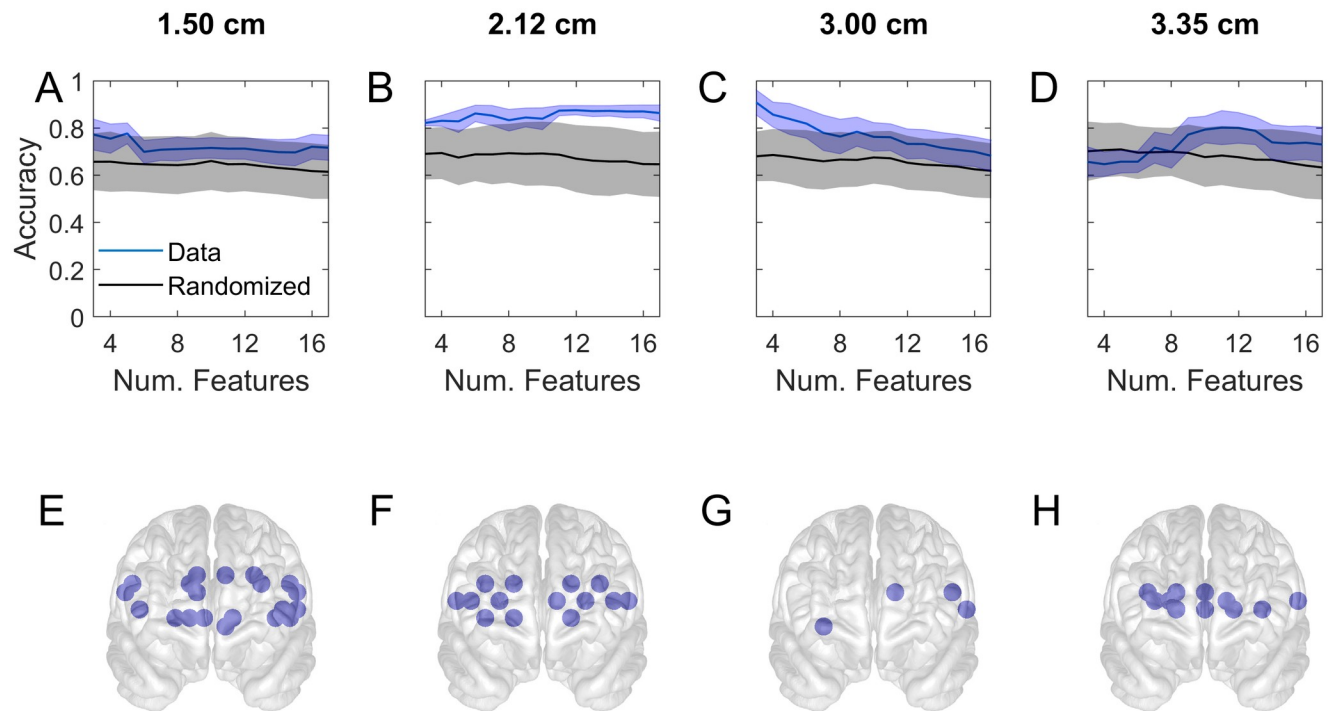 1.50 cm 2.12 cm 3.00 cm 3.35 cm
A B C D
1
0.8
0.6
0.4
0.2
0
Accuracy
Data
Randomized
4 8 12 16 4 8 12 16 4 8 12 16 4 8 12 16
Num. Features Num. Features Num. Features Num. Features
E F G H